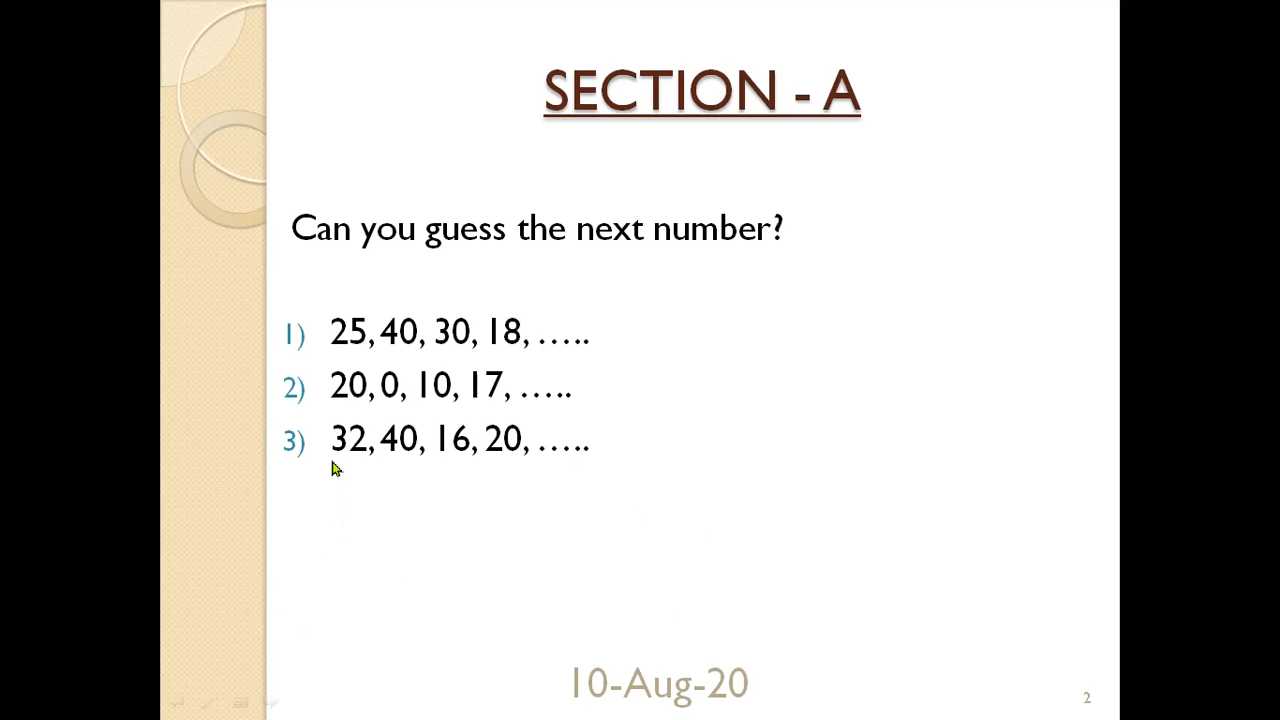 SECTION - A
Can you guess the next number?
1) 25, 40, 30, 18, .....
2) 20, 0, 10, 17, .....
3) 32, 40, 16, 20, .....
10-Aug-20
2